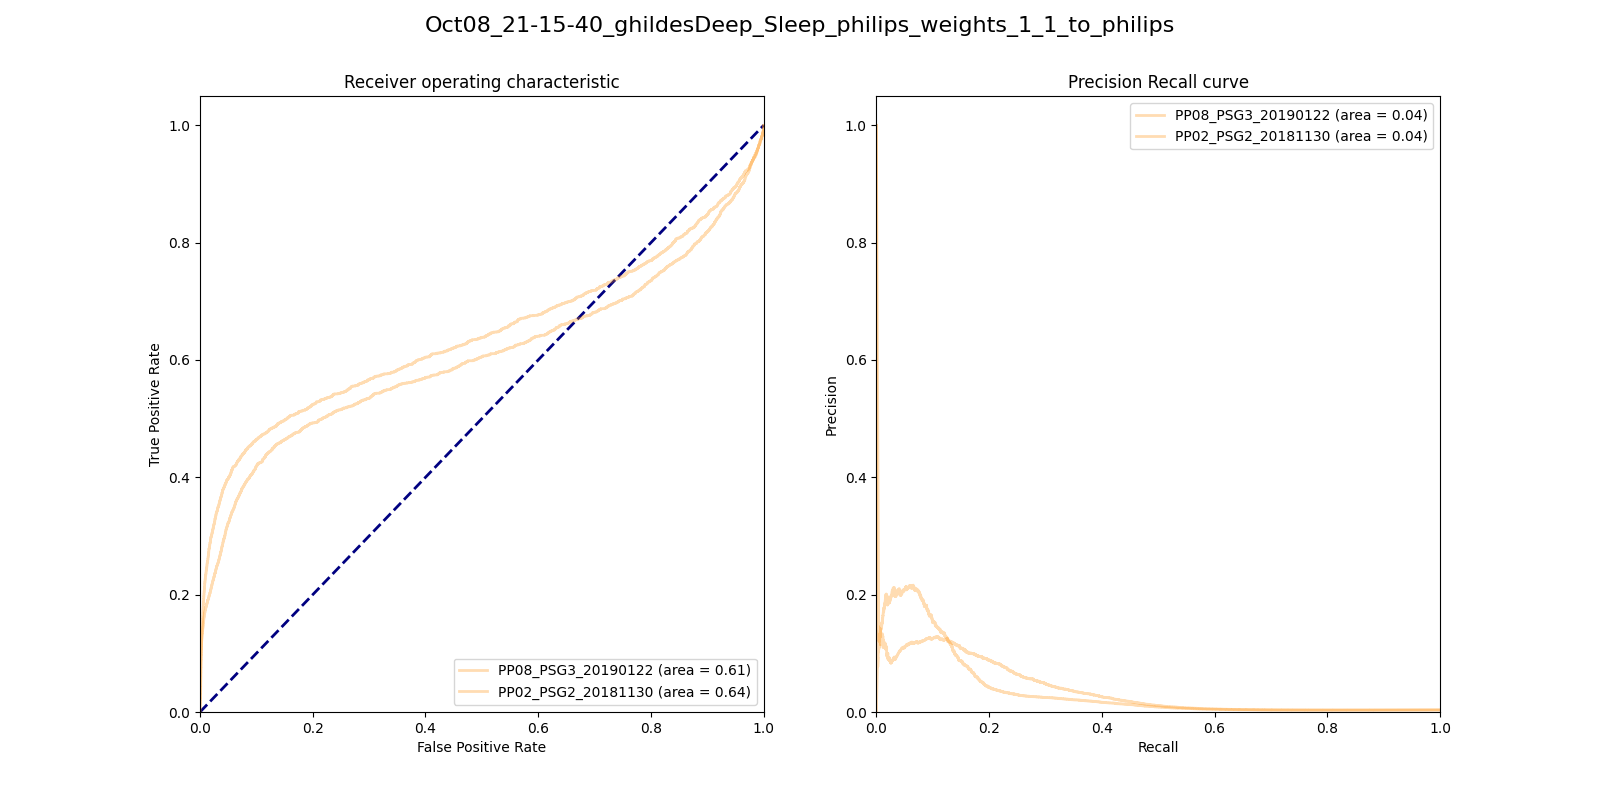 Oct08_21-15-40_ghildesDeep_Sleep_philips_weights_1_1_to_philips
Receiver operating characteristic
True Positive Rate
1.0
0.8
0.6
0.4
0.2
0.0
PP08_PSG3_20190122 (area = 0.61)
PP02_PSG2_20181130 (area = 0.64)
0.0 0.2 0.4 0.6 0.8 1.0
False Positive Rate
Precision Recall curve
Precision
1.0
0.8
0.6
0.4
0.2
0.0
PP08_PSG3_20190122 (area = 0.04)
PP02_PSG2_20181130 (area = 0.04)
0.0 0.2 0.4 0.6 0.8 1.0
Recall